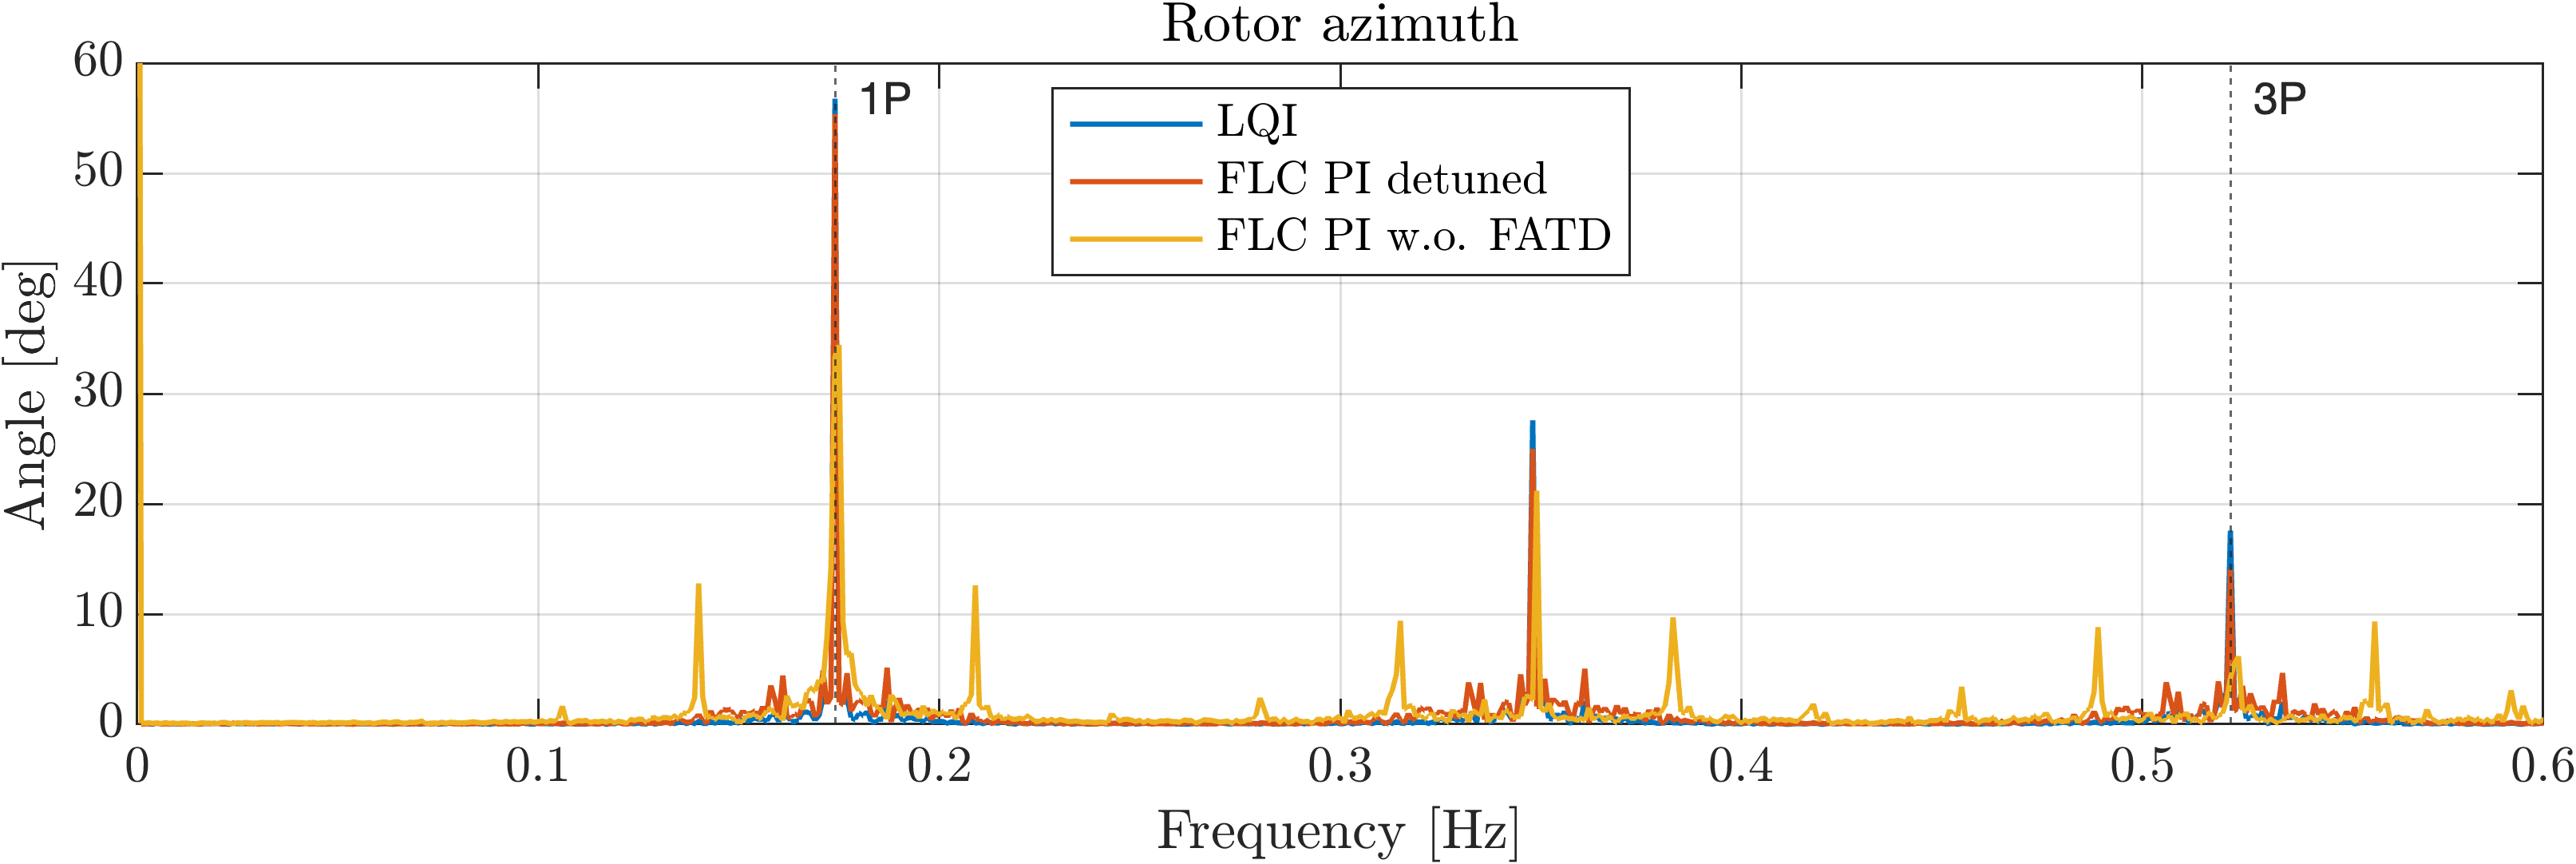 Rotor azimuth
60
50
40
30
20
10
0
Angle [deg]
1P
3P
LQI
FLC PI detuned
FLC PI w.o. FATD
0 0.1 0.2 0.3 0.4 0.5 0.6
Frequency [Hz]